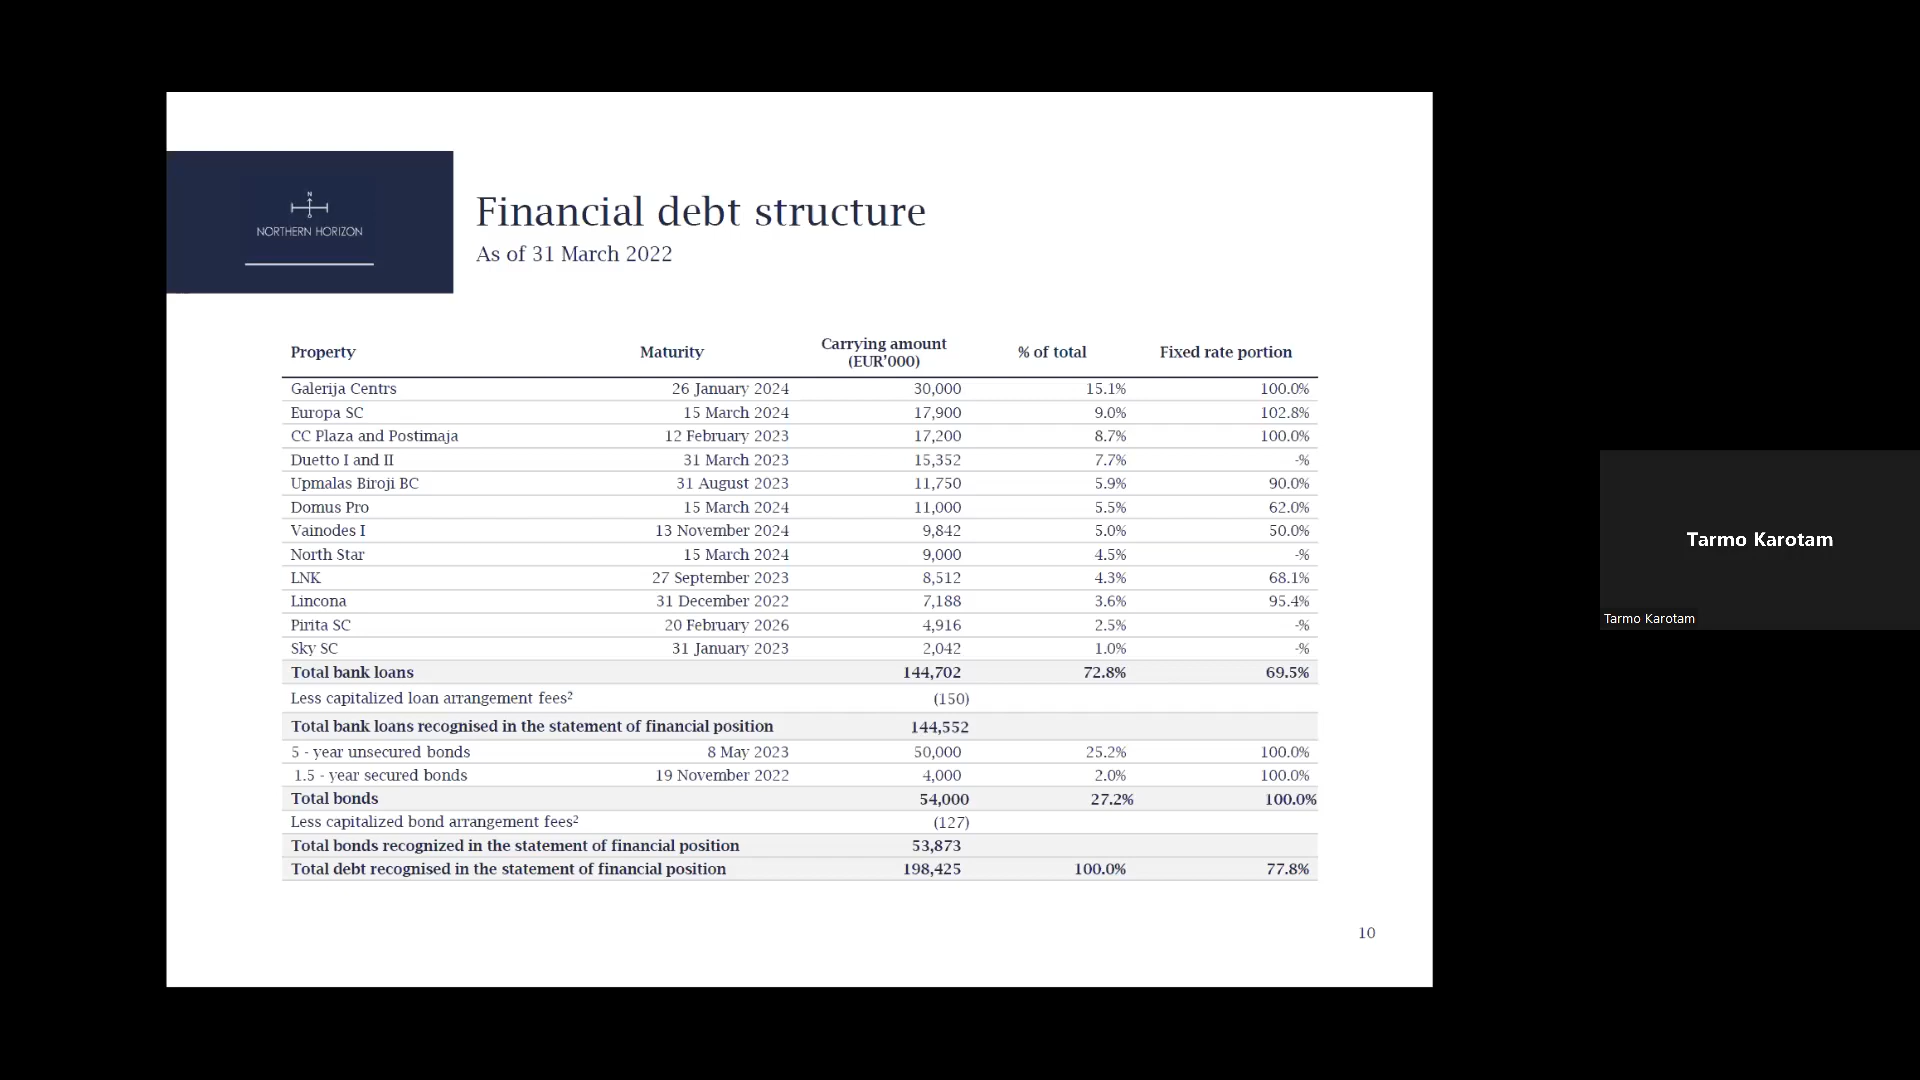 N
NORTHERN HORIZON
Financial debt structure
As of 31 March 2022
Property Maturity Carrying amount (EUR'000) % of total Fixed rate portion
Galerija Centrs 26 January 2024 30,000 15.1% 100.0%
Europa SC 15 March 2024 17,900 9.0% 102.8%
CC Plaza and Postimaja 12 February 2023 17,200 8.7% 100.0%
Duetto I and II 31 March 2023 15,352 7.7% -%
Upmalas Biroji BC 31 August 2023 11,750 5.9% 90.0%
Domus Pro 15 March 2024 11,000 5.5% 62.0%
Vainodes I 13 November 2024 9,842 5.0% 50.0%
North Star 15 March 2024 9,000 4.5% -%
LNK 27 September 2023 8,512 4.3% 68.1%
Lincona 31 December 2022 7,188 3.6% 95.4%
Pirita SC 20 February 2026 4,916 2.5% -%
Sky SC 31 January 2023 2,042 1.0% -%
Total bank loans 144,702 72.8% 69.5%
Less capitalized loan arrangement fees² (150)
Total bank loans recognised in the statement of financial position 144,552
5 - year unsecured bonds 8 May 2023 50,000 25.2% 100.0%
1.5 - year secured bonds 19 November 2022 4,000 2.0% 100.0%
Total bonds 54,000 27.2% 100.0%
Less capitalized bond arrangement fees² (127)
Total bonds recognized in the statement of financial position 53,873
Total debt recognised in the statement of financial position 198,425 100.0% 77.8%
10
Tarmo Karotam
Tarmo Karotam